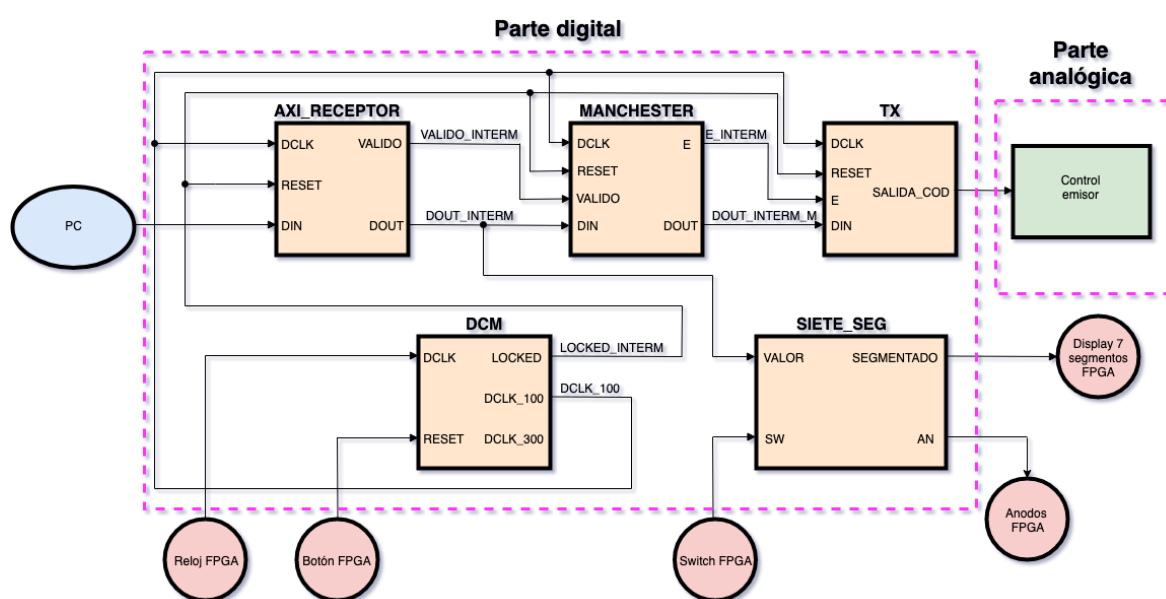 Parte digital
Parte
analógica
AXI_RECEPTOR
DCLK
VALIDO
RESET
DIN
DOUT
VALIDO_INTERM
DOUT_INTERM
MANCHESTER
DCLK
E
RESET
VALIDO
DIN
DOUT
E_INTERM
DOUT_INTERM_M
TX
DCLK
RESET
SALIDA_COD
E
DIN
Control
emisor
PC
DCM
DCLK
LOCKED
DCLK_100
RESET
DCLK_300
LOCKED_INTERM
DCLK_100
SIETE_SEG
VALOR
SEGMENTADO
SW
AN
Display 7
segmentos
FPGA
Anodos
FPGA
Reloj FPGA
Botón FPGA
Switch FPGA